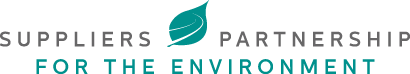 SUPPLIERS PARTNERSHIP
FOR THE ENVIRONMENT